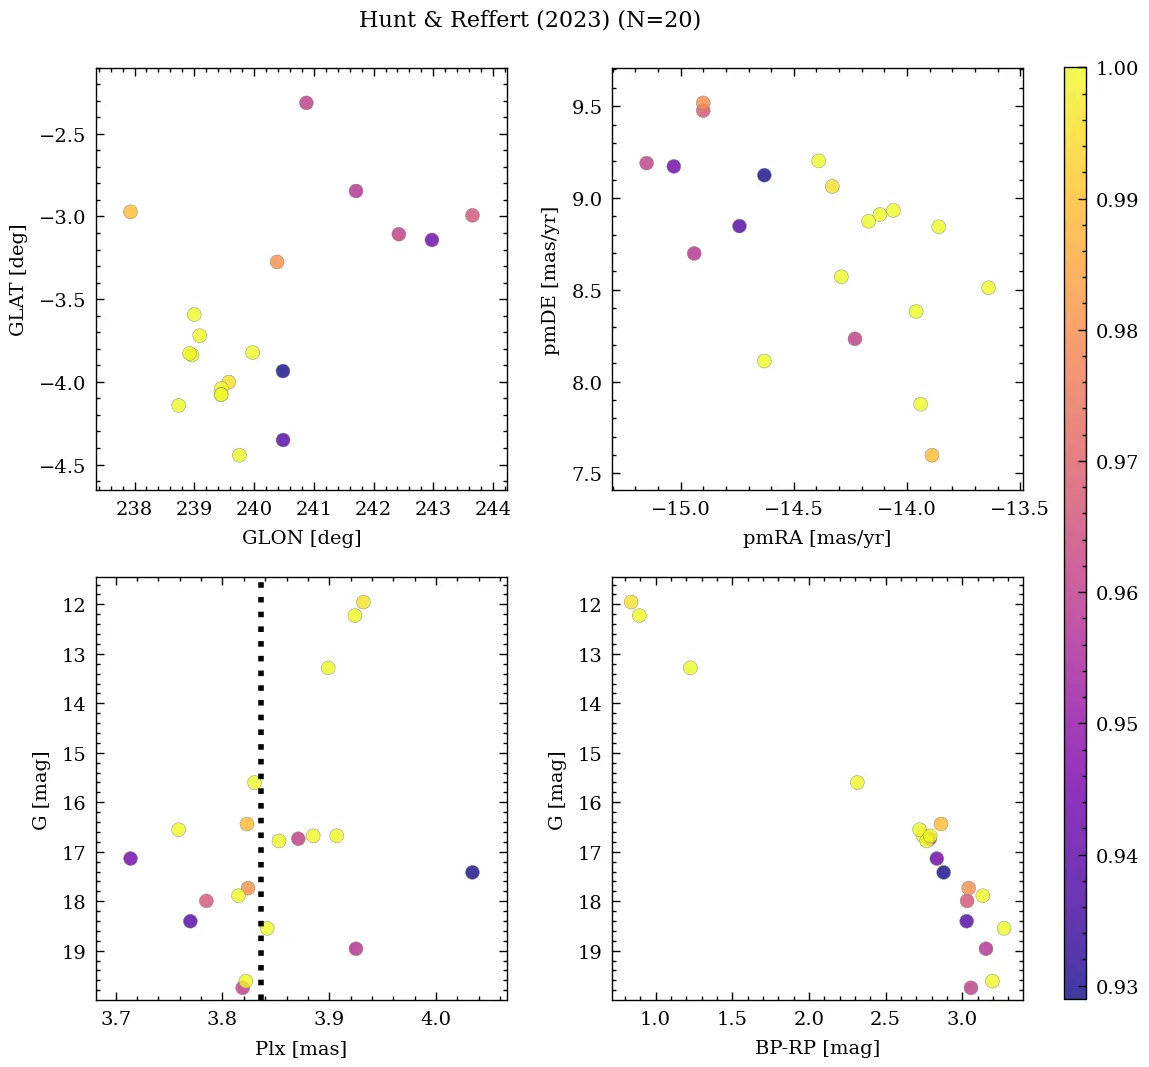 Hunt & Reffert (2023) (N=20)
−2.5
−3.0
−3.5
−4.0
−4.5
GLAT [deg]
238 239 240 241 242 243 244
GLON [deg]
9.5
9.0
8.5
8.0
7.5
pmDE [mas/yr]
−15.0 −14.5 −14.0 −13.5
pmRA [mas/yr]
12
13
14
15
16
17
18
19
G [mag]
3.7 3.8 3.9 4.0
Plx [mas]
12
13
14
15
16
17
18
19
G [mag]
1.0 1.5 2.0 2.5 3.0
BP-RP [mag]
1.00
0.99
0.98
0.97
0.96
0.95
0.94
0.93